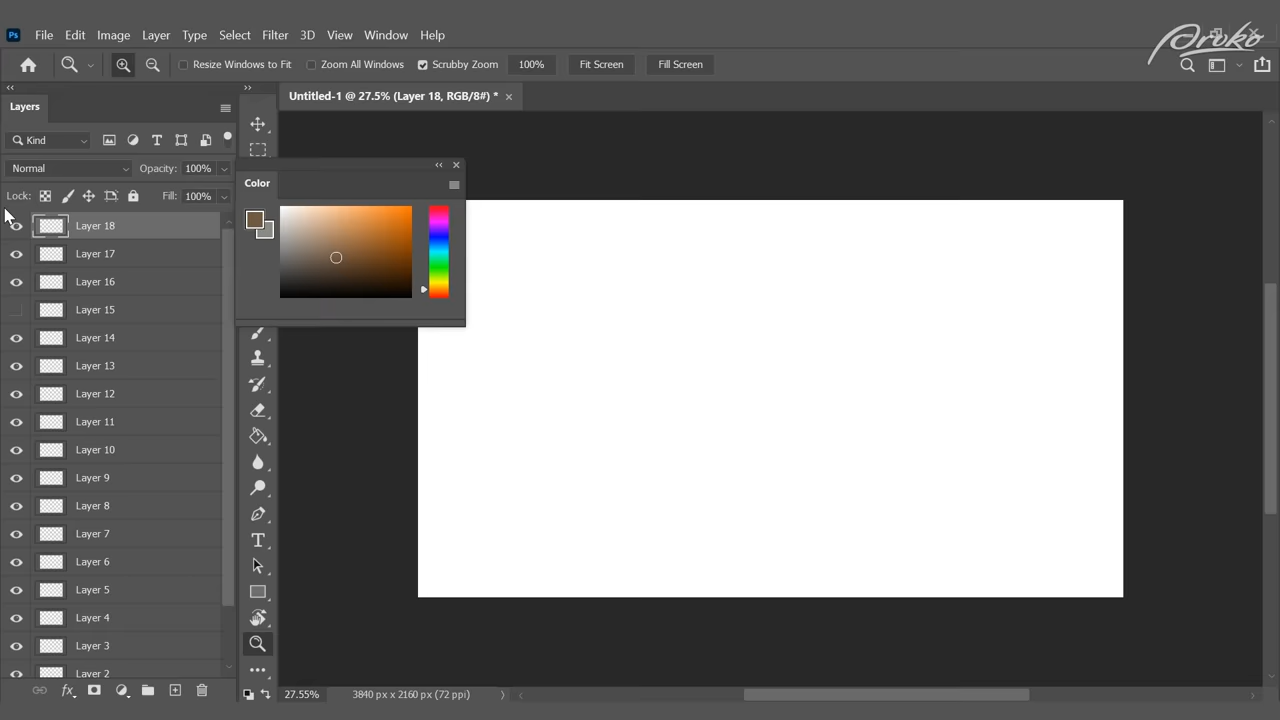 Ps File Edit Image Layer Type Select Filter 3D View Window Help
Proko
Resize Windows to Fit Zoom All Windows Scrubby Zoom 100% Fit Screen Fill Screen
Layers
Untitled-1 @ 27.5% (Layer 18, RGB/8#) *
Kind
Normal Opacity: 100%
Lock: Fill: 100%
Color
Layer 18
Layer 17
Layer 16
Layer 15
Layer 14
Layer 13
Layer 12
Layer 11
Layer 10
Layer 9
Layer 8
Layer 7
Layer 6
Layer 5
Layer 4
Layer 3
Layer 2
fx
27.55% 3840 px x 2160 px (72 ppi)